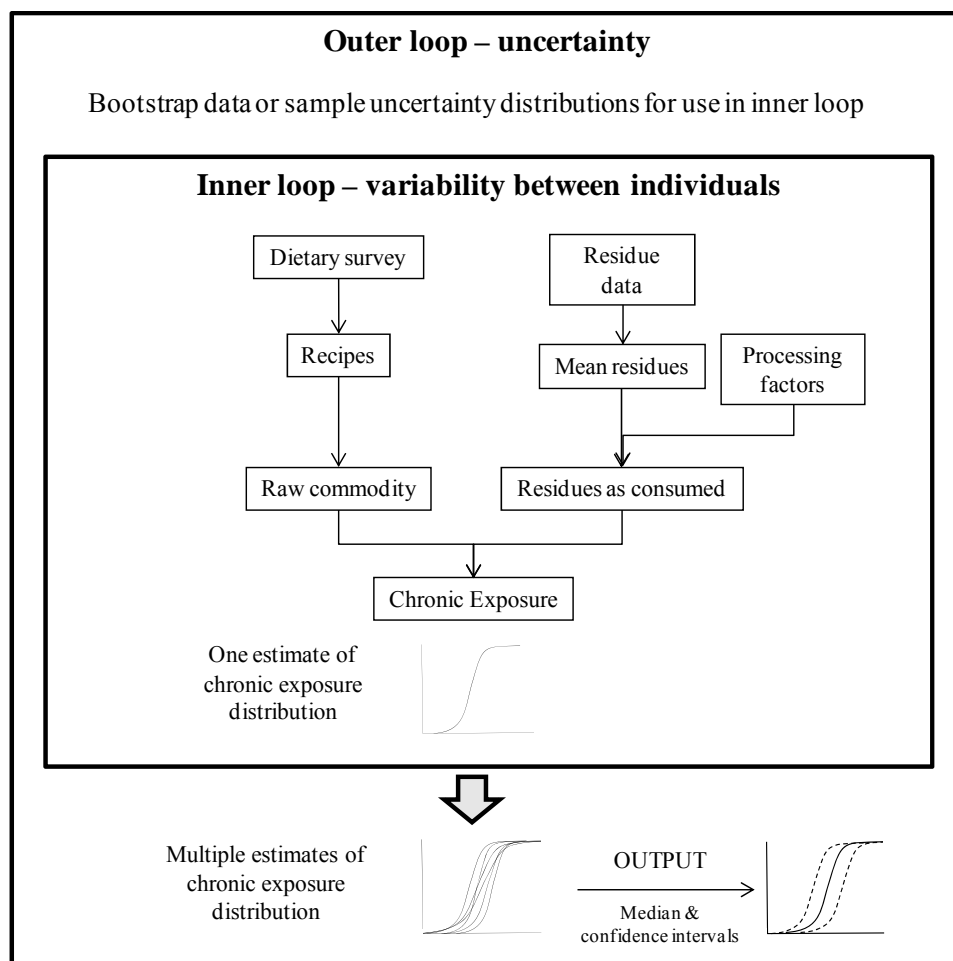 Outer loop – uncertainty
Bootstrap data or sample uncertainty distributions for use in inner loop
Inner loop – variability between individuals
Dietary survey
Residue
data
Recipes
Mean residues
Processing
factors
Raw commodity
Residues as consumed
Chronic Exposure
One estimate of
chronic exposure
distribution
Multiple estimates of
chronic exposure
distribution
OUTPUT
Median &
confidence intervals